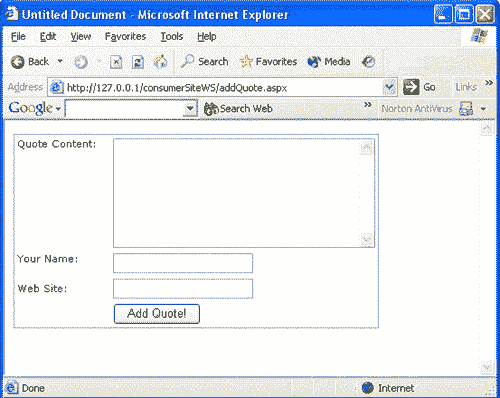 Untitled Document - Microsoft Internet Explorer
File Edit View Favorites Tools Help
Back Search Favorites Media
Address http://127.0.0.1/consumerSiteWS/addQuote.aspx Go Links »
Google Search Web » Norton AntiVirus
Quote Content:
Your Name:
Web Site:
Add Quote!
Done Internet